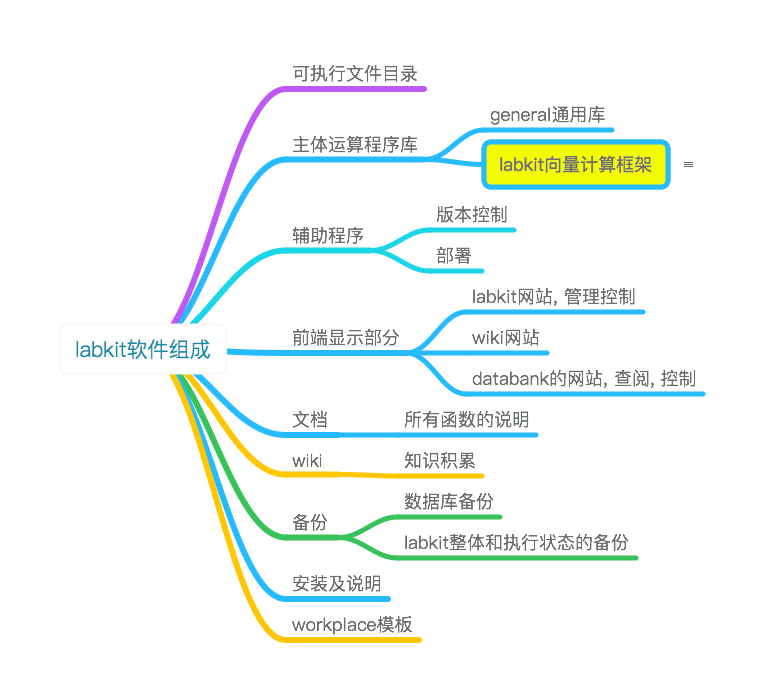 可执行文件目录
general通用库
主体运算程序库
labkit向量计算框架
版本控制
辅助程序
部署
labkit网站, 管理控制
前端显示部分
wiki网站
labkit软件组成
databank的网站, 查阅, 控制
文档
所有函数的说明
wiki
知识积累
数据库备份
备份
labkit整体和执行状态的备份
安装及说明
workplace模板